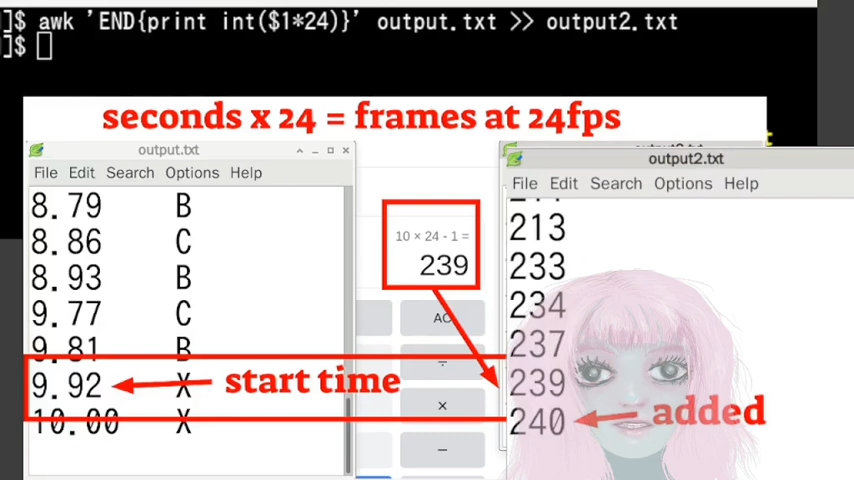 ]$ awk 'END{print int($1*24)}' output.txt >> output2.txt
]$
seconds x 24 = frames at 24fps
output.txt
File Edit Search Options Help
8.79 B
8.86 C
8.93 B
9.77 C
9.81 B
9.92 X
10.00 X
start time
10 × 24 - 1 =
239
AC
÷
×
−
output2.txt
File Edit Search Options Help
213
233
234
237
239
240
added